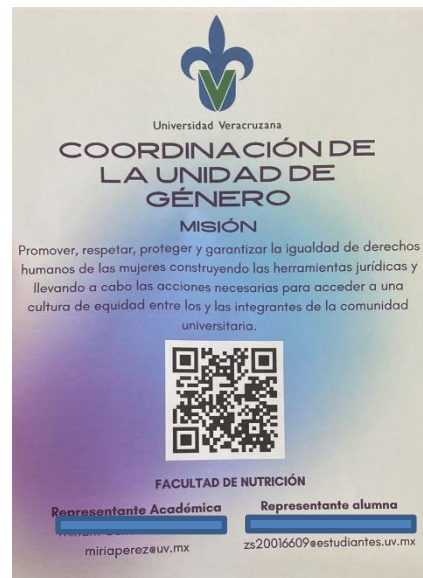 Universidad Veracruzana
COORDINACIÓN DE
LA UNIDAD DE
GÉNERO
MISIÓN
Promover, respetar, proteger y garantizar la igualdad de derechos
humanos de las mujeres construyendo las herramientas jurídicas y
llevando a cabo las acciones necesarias para acceder a una
cultura de equidad entre los y las integrantes de la comunidad
universitaria.
FACULTAD DE NUTRICIÓN
Representante Académica
Representante alumna
miriaperez@uv.mx
zs20016609@estudiantes.uv.mx